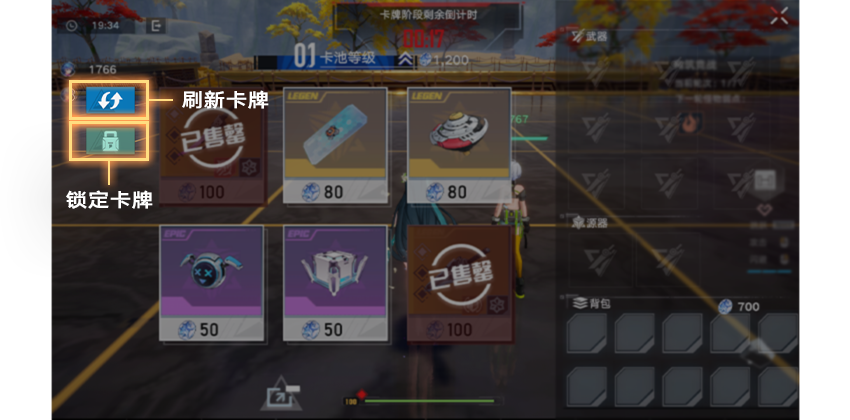 卡牌阶段剩余倒计时
00:17
19:34
01 卡池等级 1,200
1766
武器
刷新卡牌
锁定卡牌
LEGEN
LEGEN
已售罄
100
80
80
767
EPIC
EPIC
已售罄
50
50
100
源器
背包
700
100